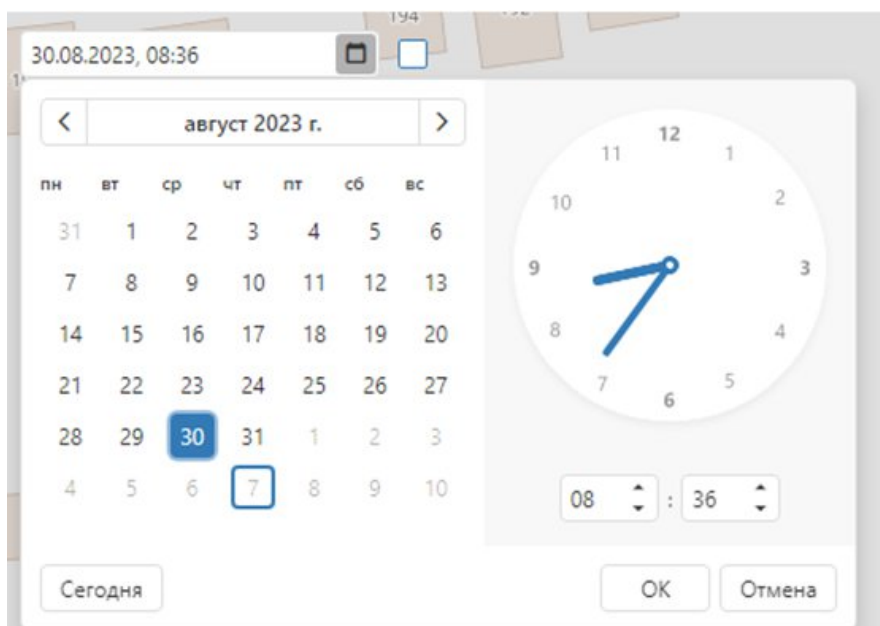 194
30.08.2023, 08:36
август 2023 г.
пн вт ср чт пт сб вс
31 1 2 3 4 5 6
7 8 9 10 11 12 13
14 15 16 17 18 19 20
21 22 23 24 25 26 27
28 29 30 31 1 2 3
4 5 6 7 8 9 10
12
11 1
10 2
9 3
8 4
7 5
6
08 : 36
Сегодня ОК Отмена